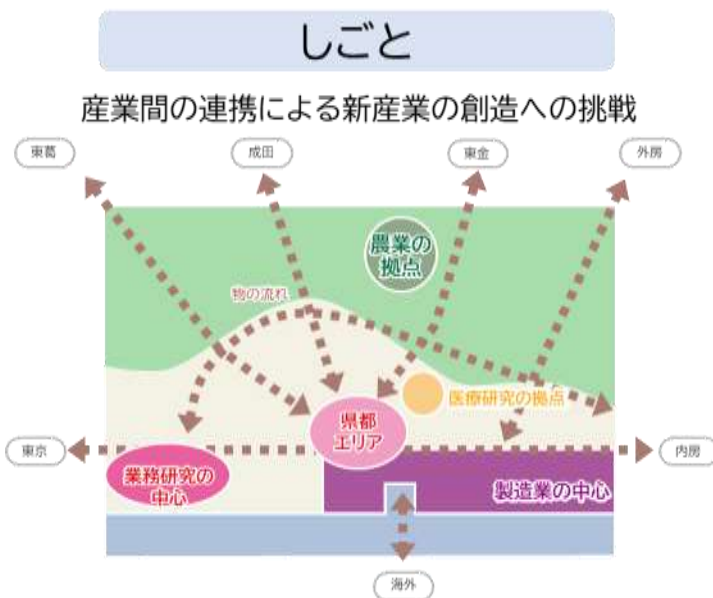 しごと
産業間の連携による新産業の創造への挑戦
東葛
成田
東金
外房
農業の
拠点
物の流れ
医療研究の拠点
県都
エリア
東京
内房
業務研究の
中心
製造業の中心
海外